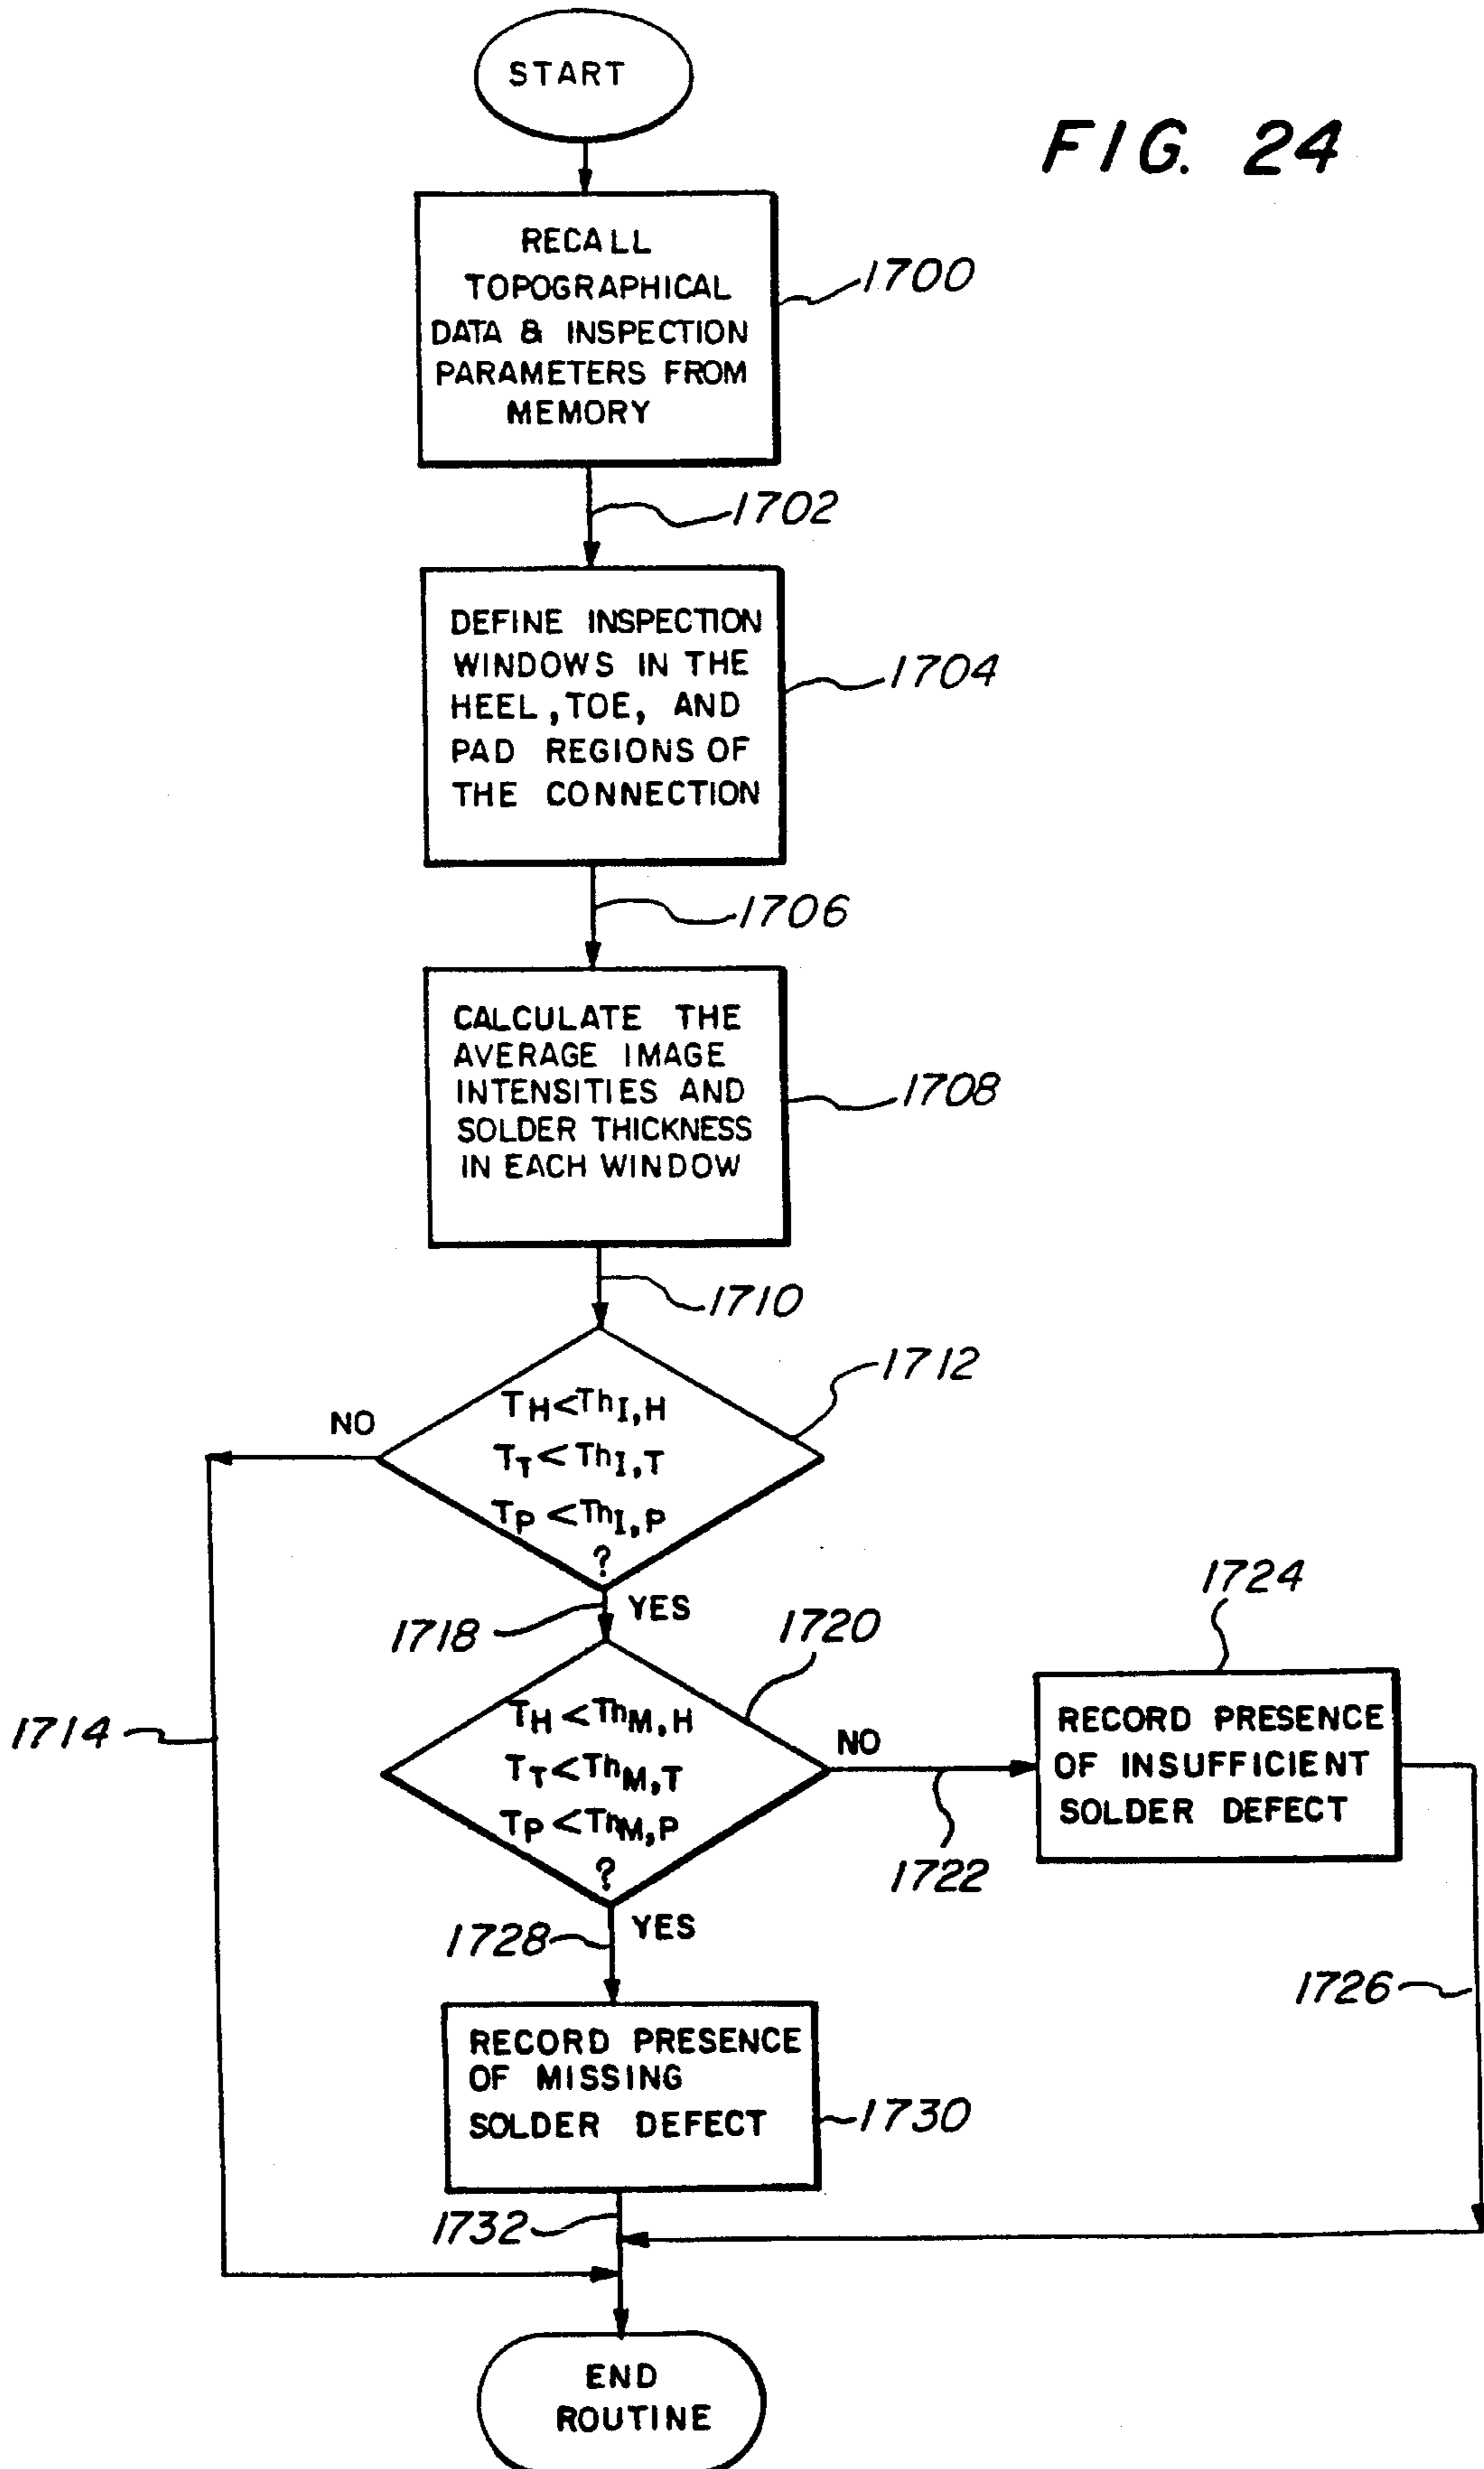 START
FIG. 24
RECALL
TOPOGRAPHICAL
DATA & INSPECTION
PARAMETERS FROM
MEMORY
1700
1702
DEFINE INSPECTION
WINDOWS IN THE
HEEL, TOE, AND
PAD REGIONS OF
THE CONNECTION
1704
1706
CALCULATE THE
AVERAGE IMAGE
INTENSITIES AND
SOLDER THICKNESS
IN EACH WINDOW
1708
1710
1712
NO
TH<ThI,H
TT<ThI,T
TP<ThI,P
?
1718
YES
1720
1724
1714
TH<ThM,H
TT<ThM,T
TP<ThM,P
?
NO
1722
RECORD PRESENCE
OF INSUFFICIENT
SOLDER DEFECT
1728
YES
1726
RECORD PRESENCE
OF MISSING
SOLDER DEFECT
1730
1732
END
ROUTINE